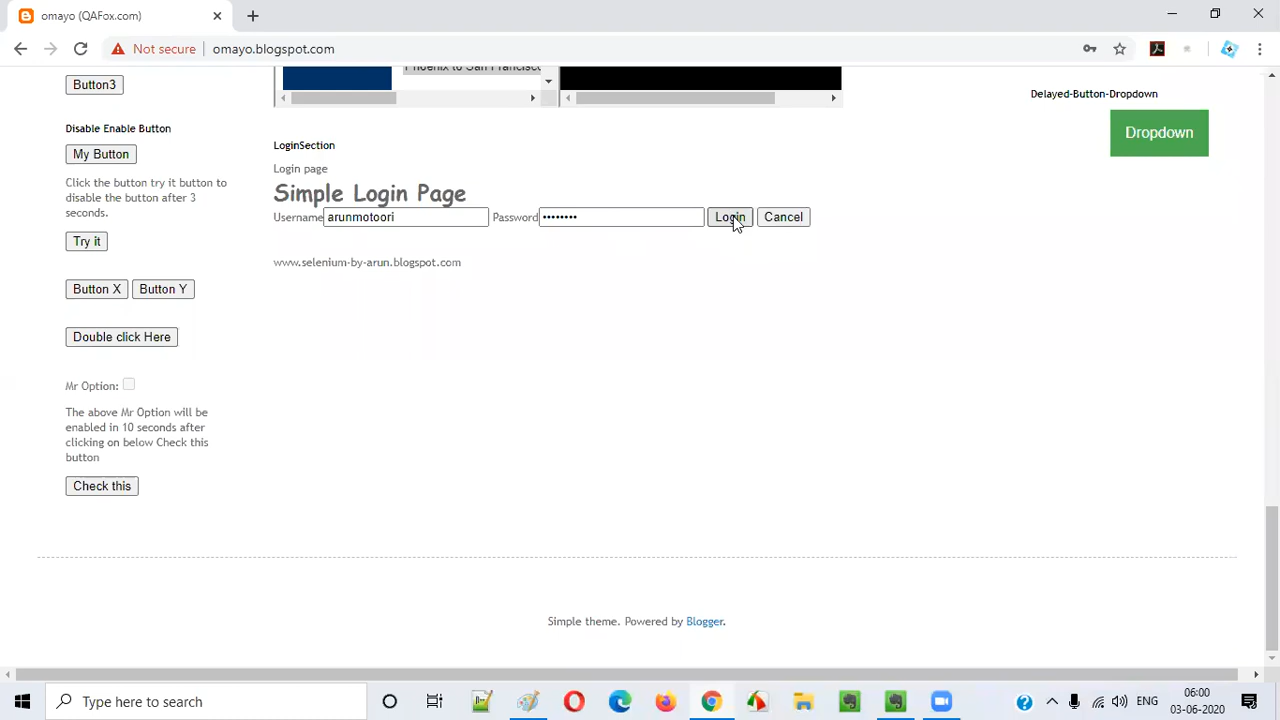 omayo (QAFox.com)
Not secure
omayo.blogspot.com
Button3
Phoenix to San Francisco
Delayed-Button-Dropdown
Dropdown
Disable Enable Button
My Button
Click the button try it button to
disable the button after 3
seconds.
Try it
Button X Button Y
Double click Here
Mr Option:
The above Mr Option will be
enabled in 10 seconds after
clicking on below Check this
button
Check this
LoginSection
Login page
Simple Login Page
Username arunmotoori Password •••••••• Login Cancel
www.selenium-by-arun.blogspot.com
Simple theme. Powered by Blogger.
Type here to search
ENG
06:00
03-06-2020